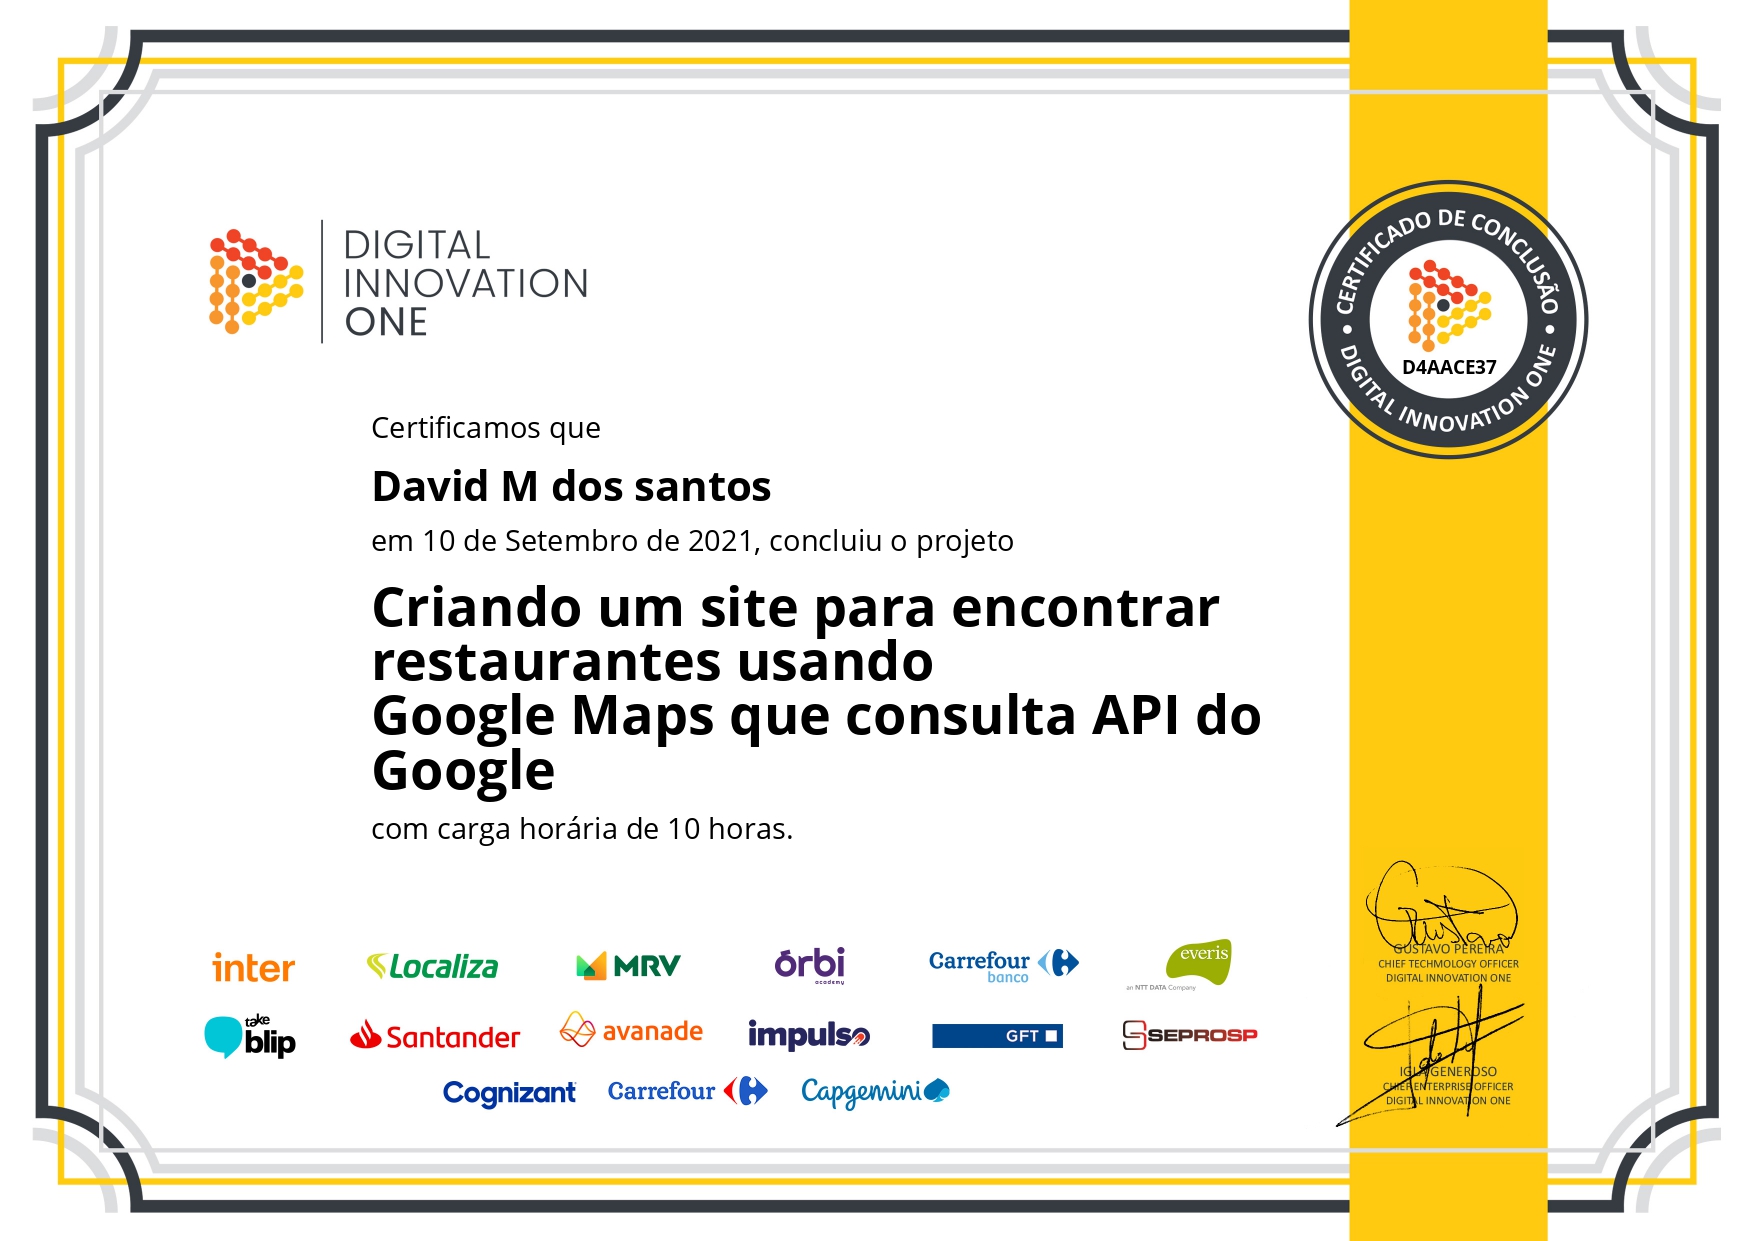 DIGITAL
INNOVATION
ONE
CERTIFICADO DE CONCLUSÃO
D4AACE37
DIGITAL INNOVATION ONE
Certificamos que
David M dos santos
em 10 de Setembro de 2021, concluiu o projeto
Criando um site para encontrar
restaurantes usando
Google Maps que consulta API do
Google
com carga horária de 10 horas.
Gustavo
GUSTAVO PEREIRA
CHIEF TECHMOLOGY OFFICER
DIGITAL INNOVATION ONE
IGLA GENEROSO
CHIEF ENTERPRISE OFFICER
DIGITAL INNOVATION ONE
inter
Localiza
MRV
órbi
academy
Carrefour
banco
everis
an NTT DATA Company
take
blip
Santander
avanade
impulso
GFT
SEPROSP
Cognizant
Carrefour
Capgemini